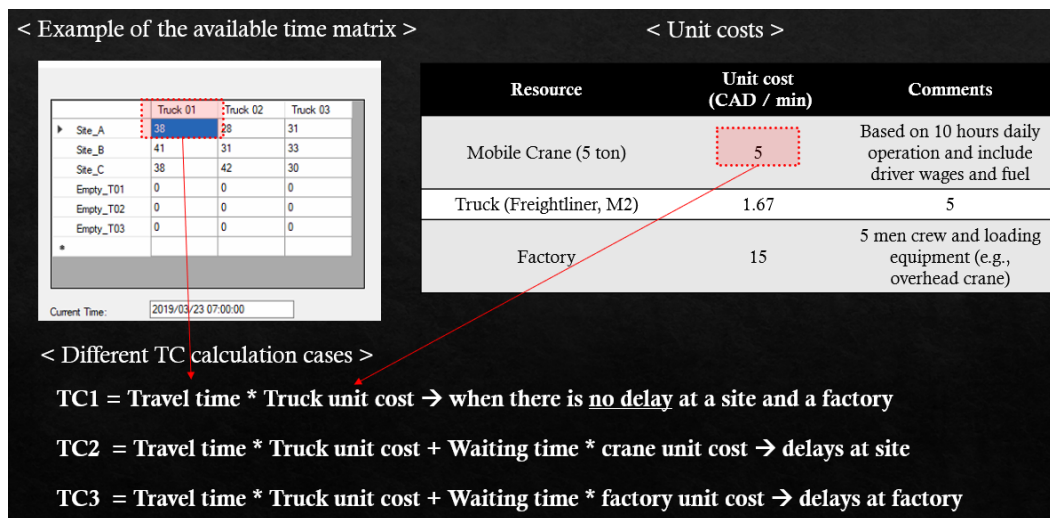 < Example of the available time matrix >
< Unit costs >
Truck 01 Truck 02 Truck 03
Site_A 38 28 31
Site_B 41 31 33
Site_C 38 42 30
Empty_T01 0 0 0
Empty_T02 0 0 0
Empty_T03 0 0 0
*
Current Time: 2019/03/23 07:00:00
Resource Unit cost (CAD / min) Comments
Mobile Crane (5 ton) 5 Based on 10 hours daily
operation and include
driver wages and fuel
Truck (Freightliner, M2) 1.67 5
Factory 15 5 men crew and loading
equipment (e.g.,
overhead crane)
< Different TC calculation cases >
TC1 = Travel time * Truck unit cost → when there is no delay at a site and a factory
TC2 = Travel time * Truck unit cost + Waiting time * crane unit cost → delays at site
TC3 = Travel time * Truck unit cost + Waiting time * factory unit cost → delays at factory